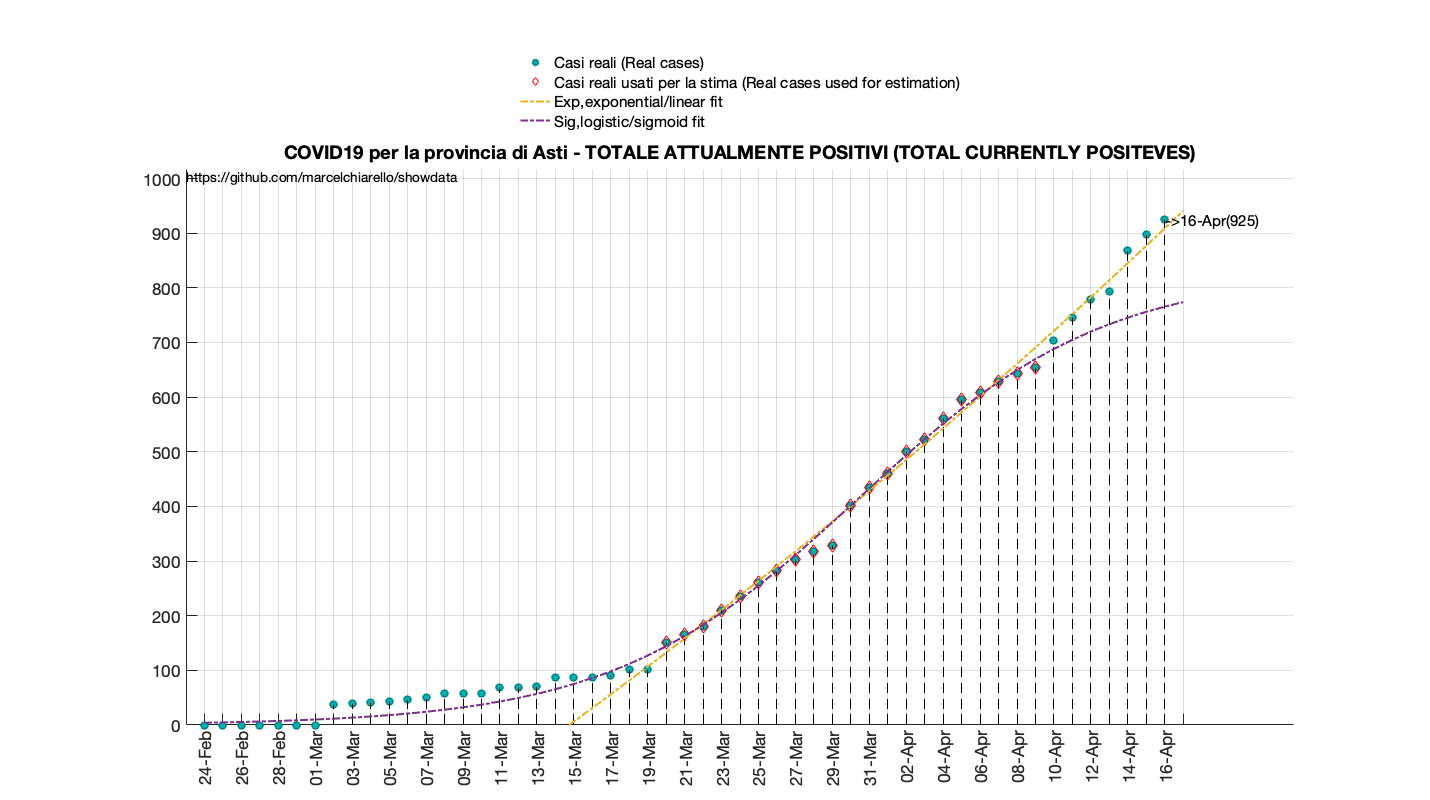 Casi reali (Real cases)
Casi reali usati per la stima (Real cases used for estimation)
Exp,exponential/linear fit
Sig,logistic/sigmoid fit
COVID19 per la provincia di Asti - TOTALE ATTUALMENTE POSITIVI (TOTAL CURRENTLY POSITEVES)
https://github.com/marcelchiarello/showdata
1000
900
800
700
600
500
400
300
200
100
0
->16-Apr(925)
24-Feb
26-Feb
28-Feb
01-Mar
03-Mar
05-Mar
07-Mar
09-Mar
11-Mar
13-Mar
15-Mar
17-Mar
19-Mar
21-Mar
23-Mar
25-Mar
27-Mar
29-Mar
31-Mar
02-Apr
04-Apr
06-Apr
08-Apr
10-Apr
12-Apr
14-Apr
16-Apr